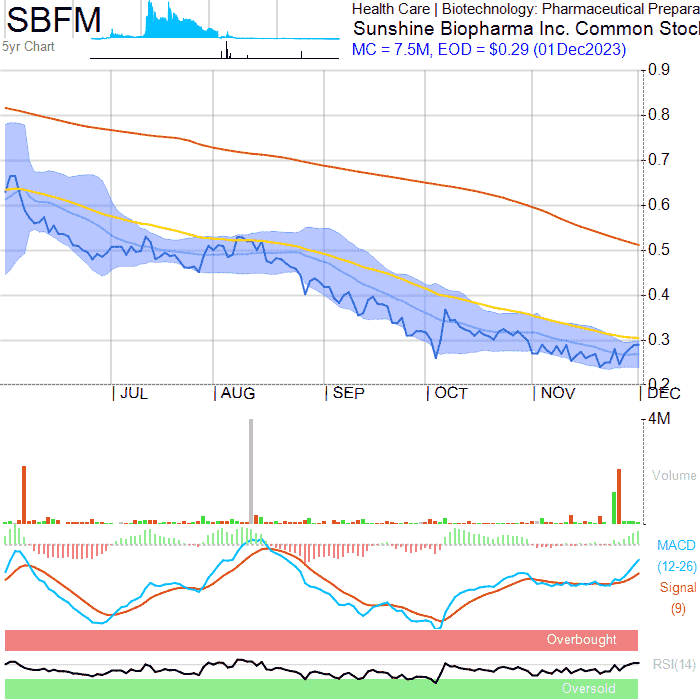 SBFM
Health Care | Biotechnology: Pharmaceutical Prepara
Sunshine Biopharma Inc. Common Stoc
5yr Chart
MC = 7.5M, EOD = $0.29 (01Dec2023)
0.9
0.8
0.7
0.6
0.5
0.4
0.3
0.2
JUL
AUG
SEP
OCT
NOV
DEC
4M
Volume
MACD
(12-26)
Signal
(9)
Overbought
RSI(14)
Oversold